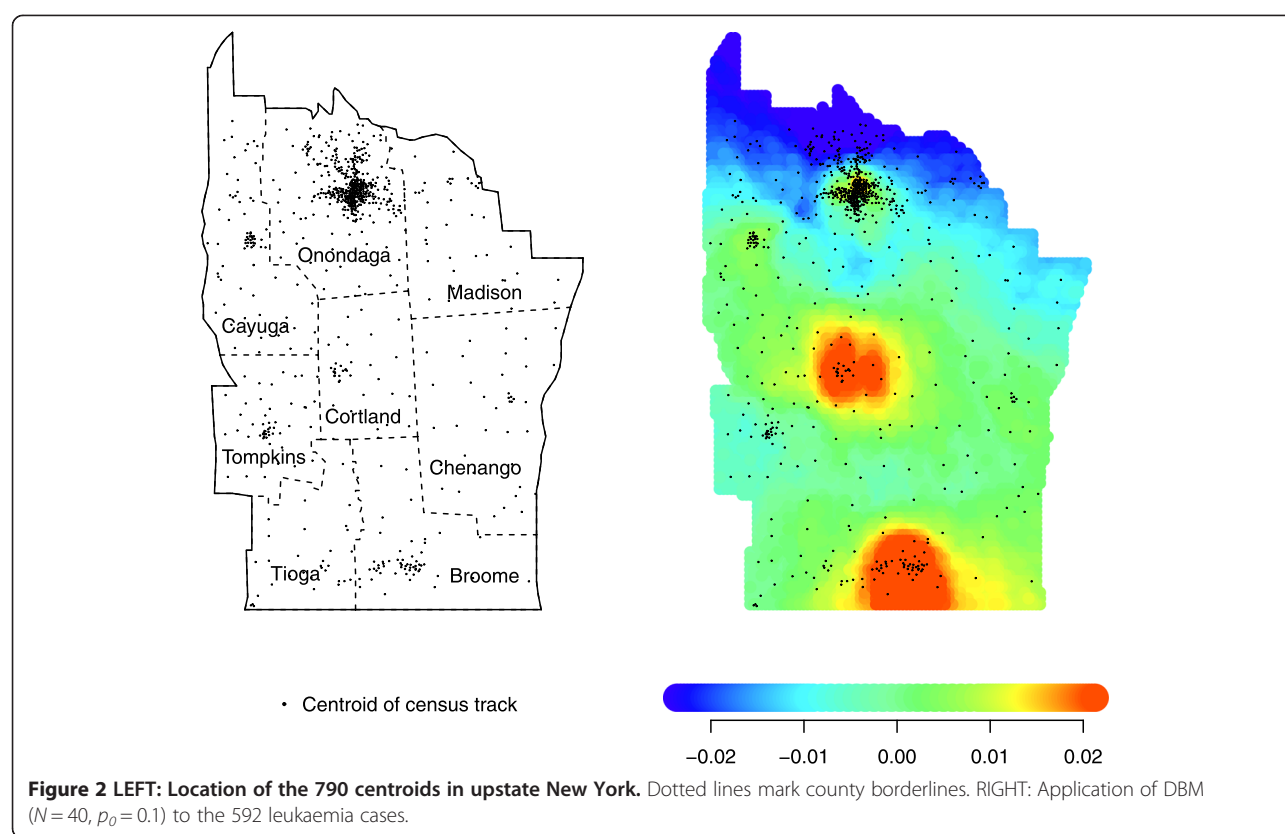 Onondaga
Madison
Cayuga
Cortland
Tompkins
Chenango
Tioga
Broome
Centroid of census track
−0.02 −0.01 0.00 0.01 0.02
Figure 2 LEFT: Location of the 790 centroids in upstate New York. Dotted lines mark county borderlines. RIGHT: Application of DBM
(N = 40, p0 = 0.1) to the 592 leukaemia cases.